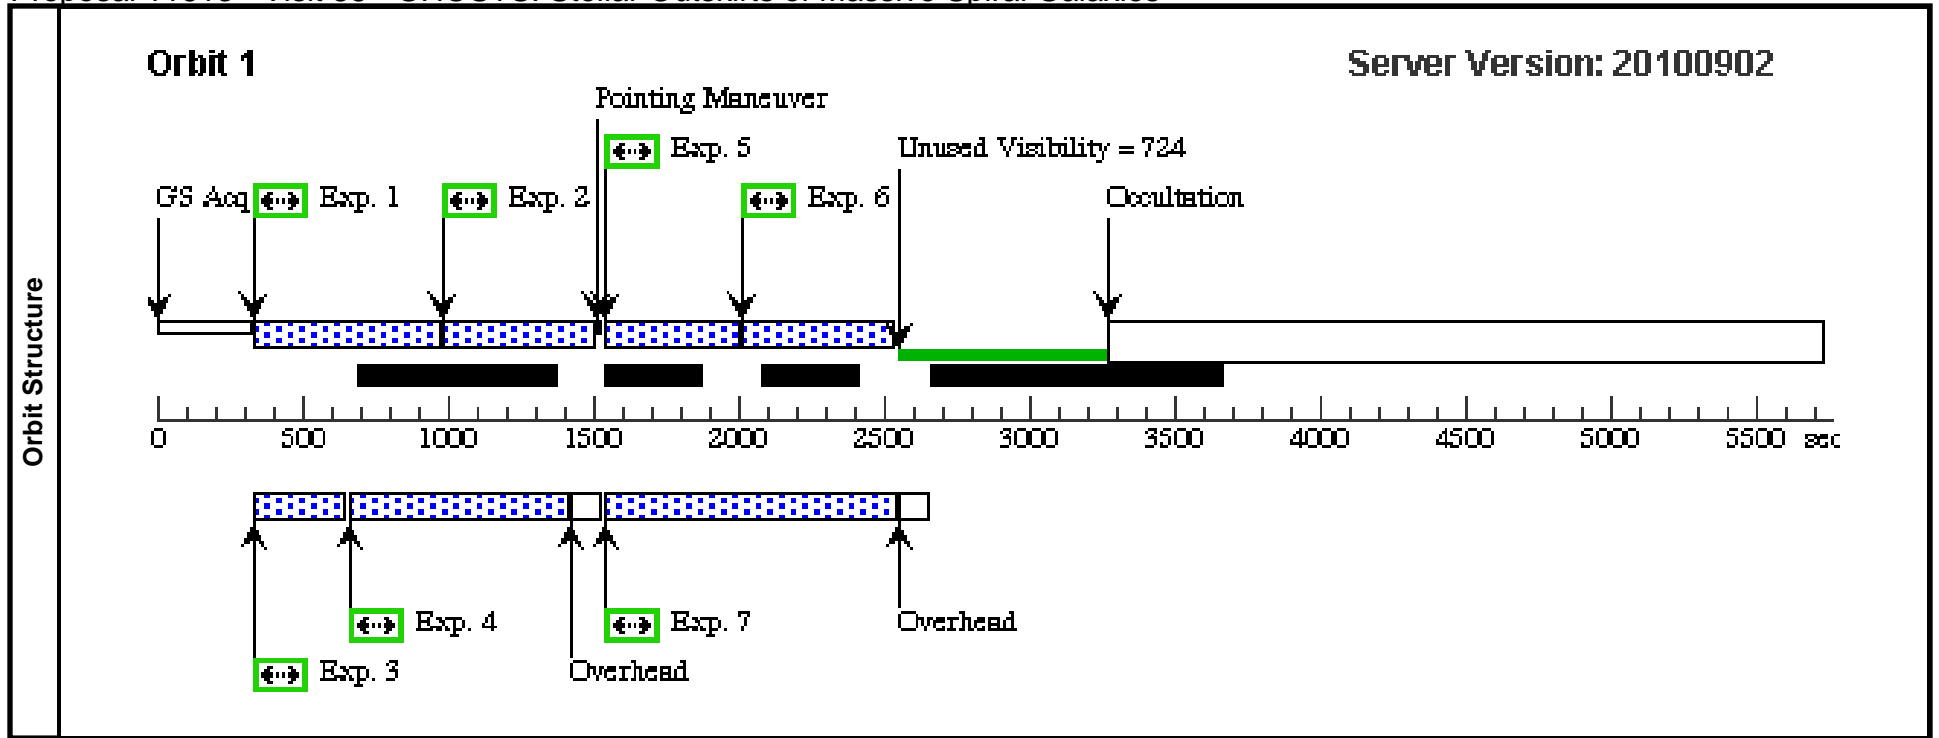 Orbit Structure
Orbit 1
Server Version: 20100902
Pointing Maneuver
Exp. 5
Unused Visibility = 724
GS Acq
Exp. 1
Exp. 2
Exp. 6
Occultation
0 500 1000 1500 2000 2500 3000 3500 4000 4500 5000 5500 sec
Exp. 4
Exp. 7
Overhead
Exp. 3
Overhead